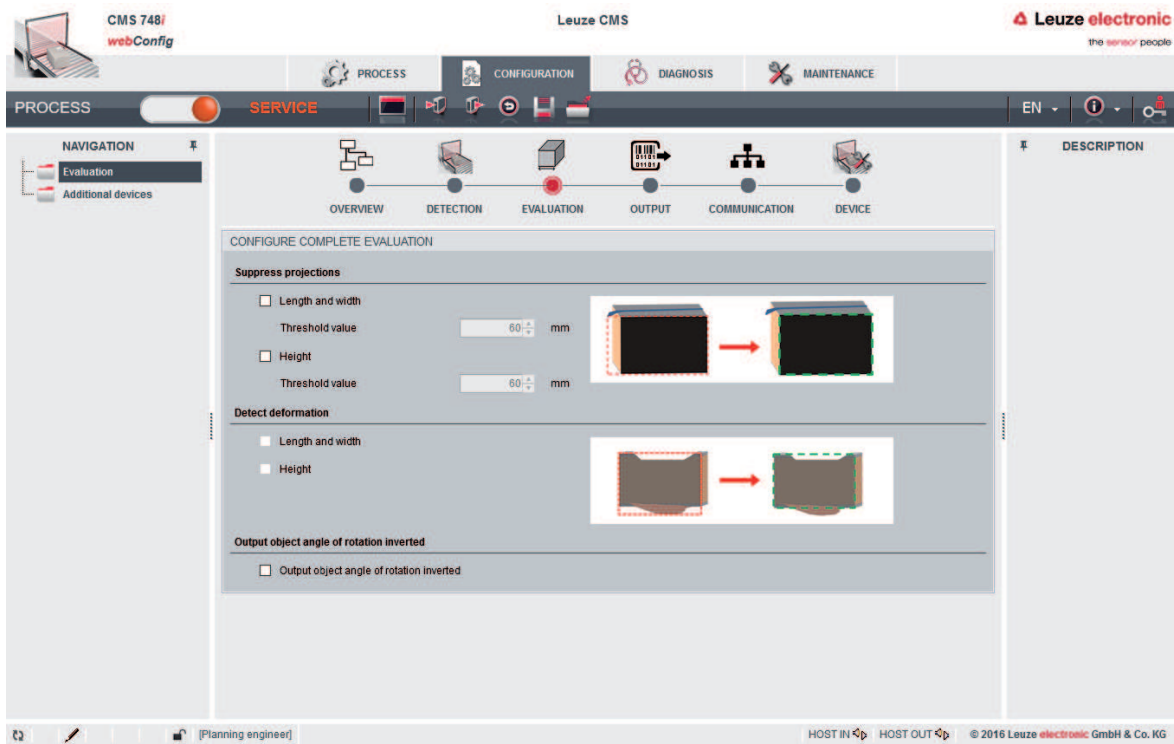 CMS 748i
webConfig
Leuze CMS
Leuze electronic
the sensor people
PROCESS
CONFIGURATION
DIAGNOSIS
MAINTENANCE
PROCESS
SERVICE
EN
NAVIGATION
Evaluation
Additional devices
OVERVIEW
DETECTION
EVALUATION
OUTPUT
COMMUNICATION
DEVICE
DESCRIPTION
CONFIGURE COMPLETE EVALUATION
Suppress projections
Length and width
Threshold value 60 mm
Height
Threshold value 60 mm
Detect deformation
Length and width
Height
Output object angle of rotation inverted
Output object angle of rotation inverted
[Planning engineer]
HOST IN
HOST OUT
© 2016 Leuze electronic GmbH & Co. KG